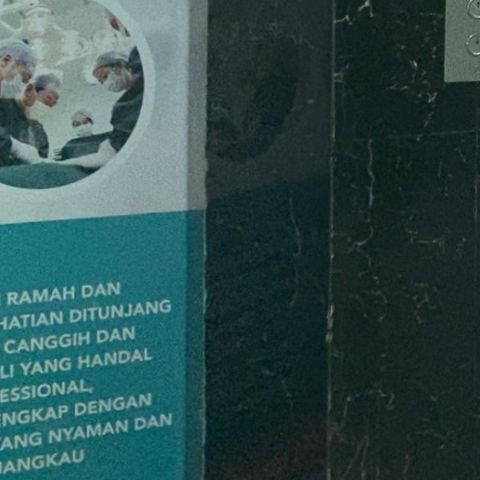 RAMAH DAN
HATIAN DITUNJANG
CANGGIH DAN
LI YANG HANDAL
ESSIONAL,
ENGKAP DENGAN
YANG NYAMAN DAN
JANGKAU